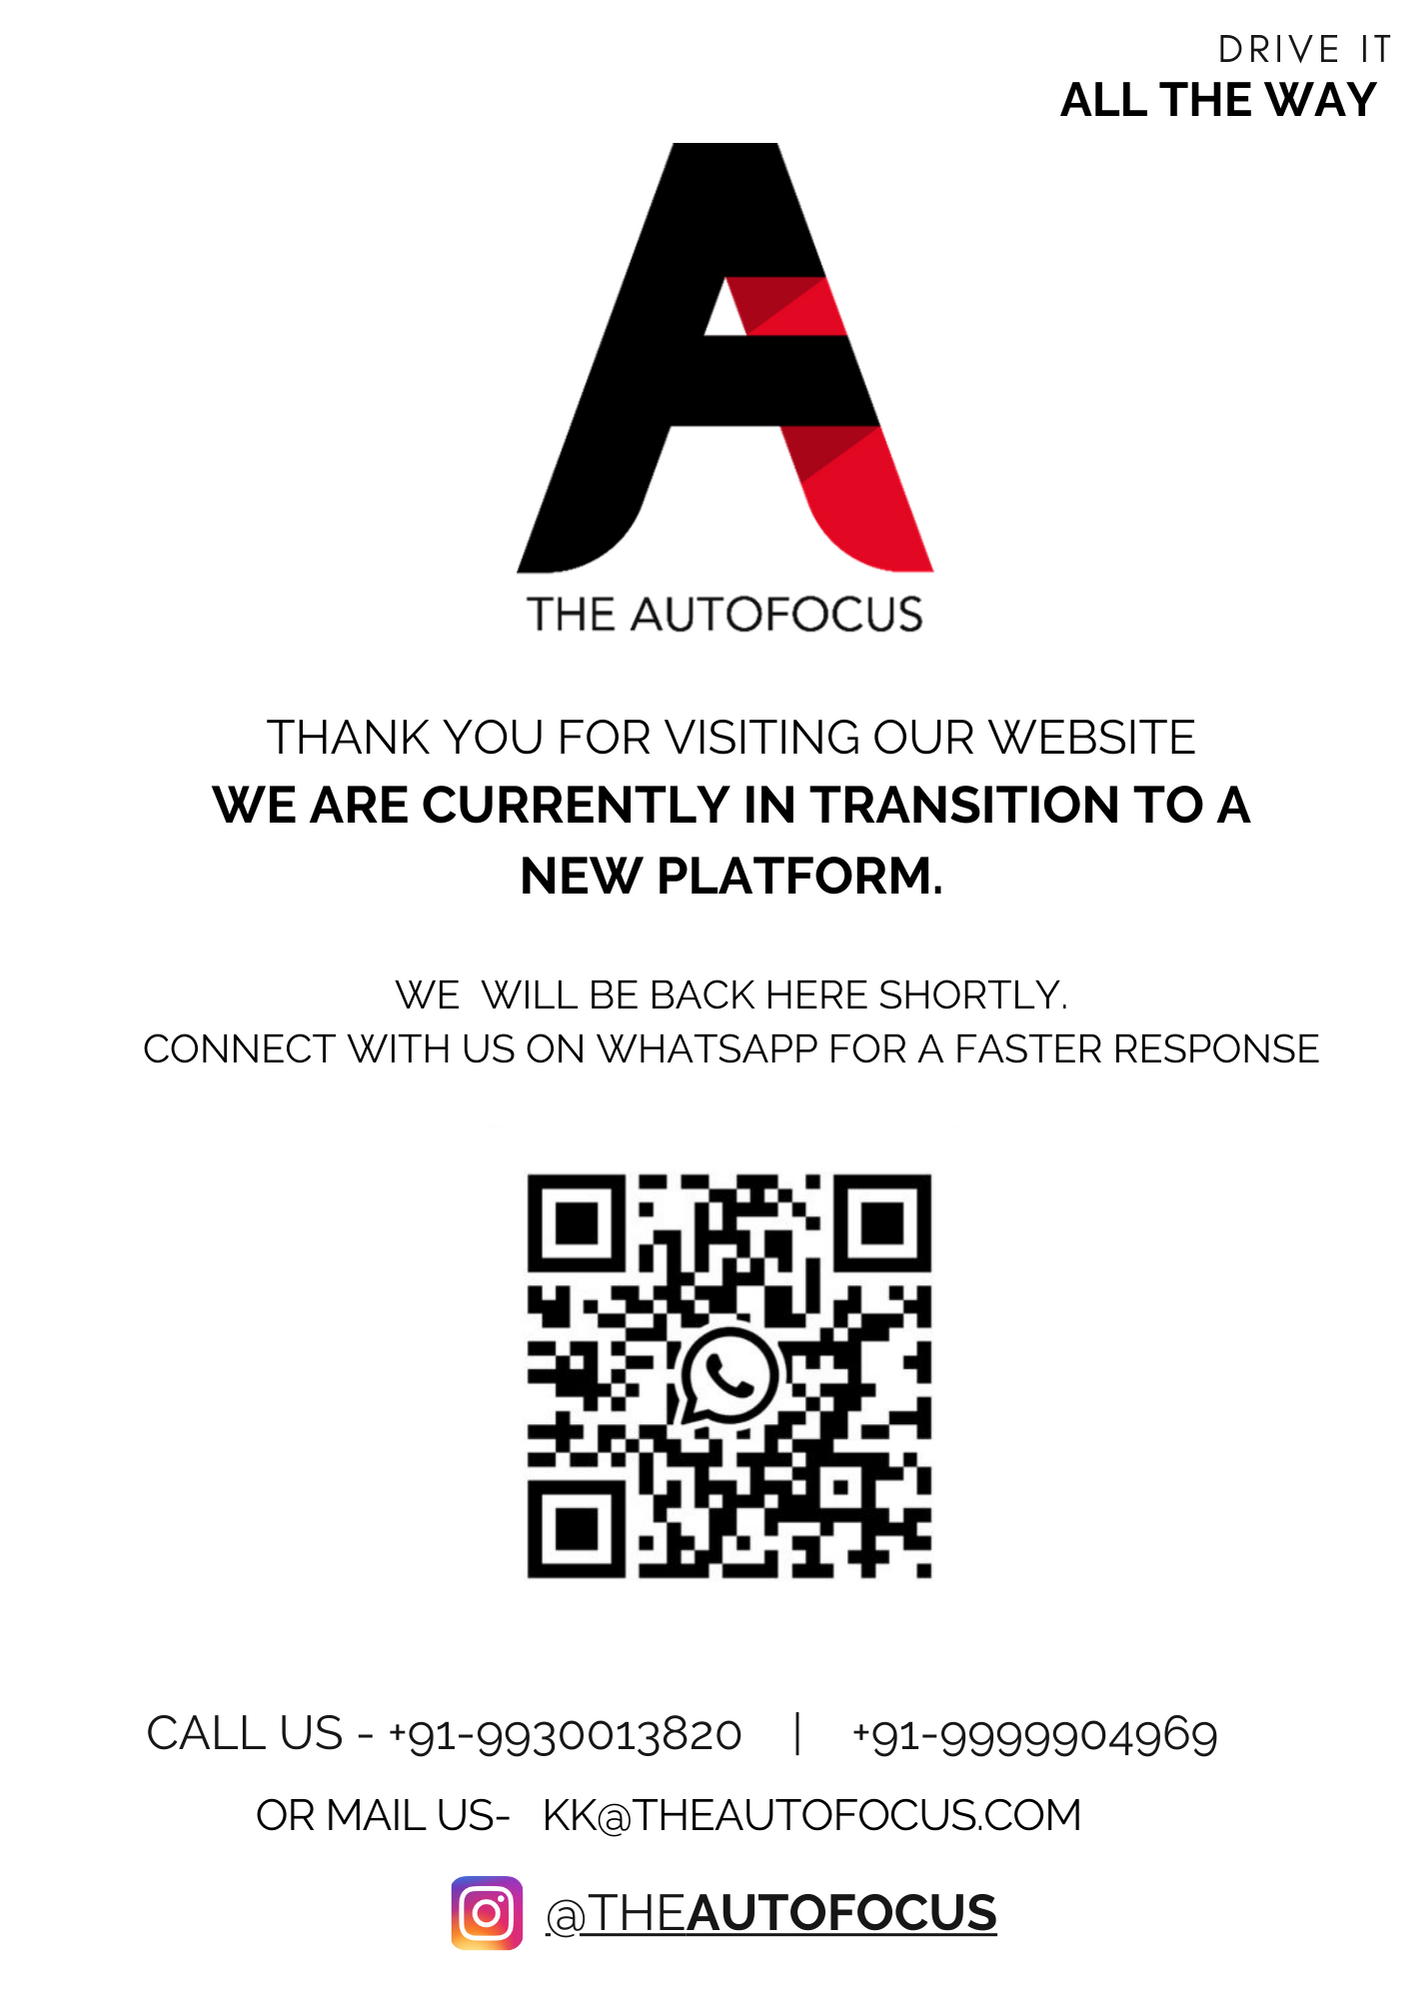 DRIVE IT
ALL THE WAY
THE AUTOFOCUS
THANK YOU FOR VISITING OUR WEBSITE
WE ARE CURRENTLY IN TRANSITION TO A
NEW PLATFORM.
WE WILL BE BACK HERE SHORTLY.
CONNECT WITH US ON WHATSAPP FOR A FASTER RESPONSE
CALL US - +91-9930013820 | +91-9999904969
OR MAIL US- KK@THEAUTOFOCUS.COM
@THEAUTOFOCUS